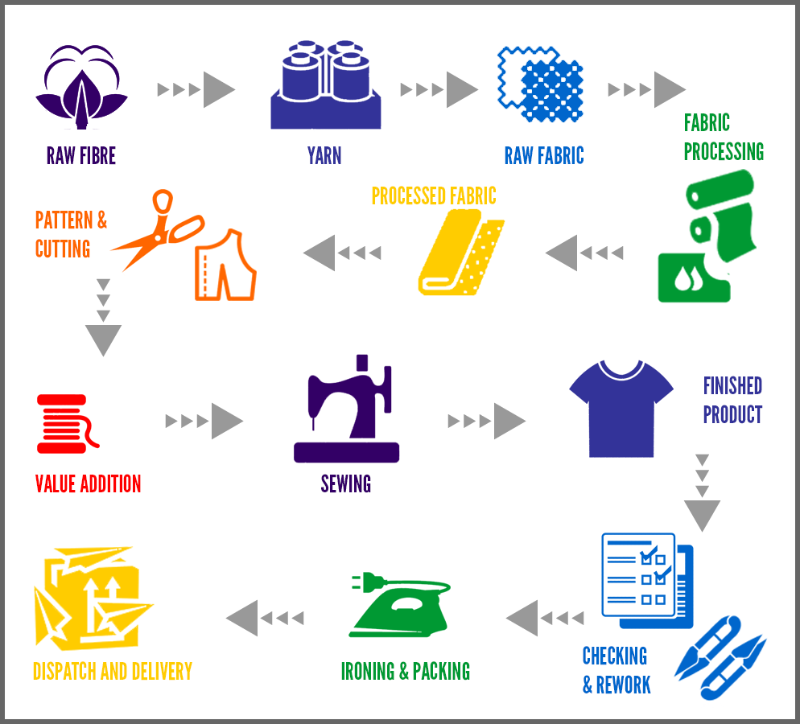 RAW FIBRE
YARN
RAW FABRIC
FABRIC
PROCESSING
PROCESSED FABRIC
PATTERN &
CUTTING
VALUE ADDITION
SEWING
FINISHED
PRODUCT
CHECKING
& REWORK
IRONING & PACKING
DISPATCH AND DELIVERY